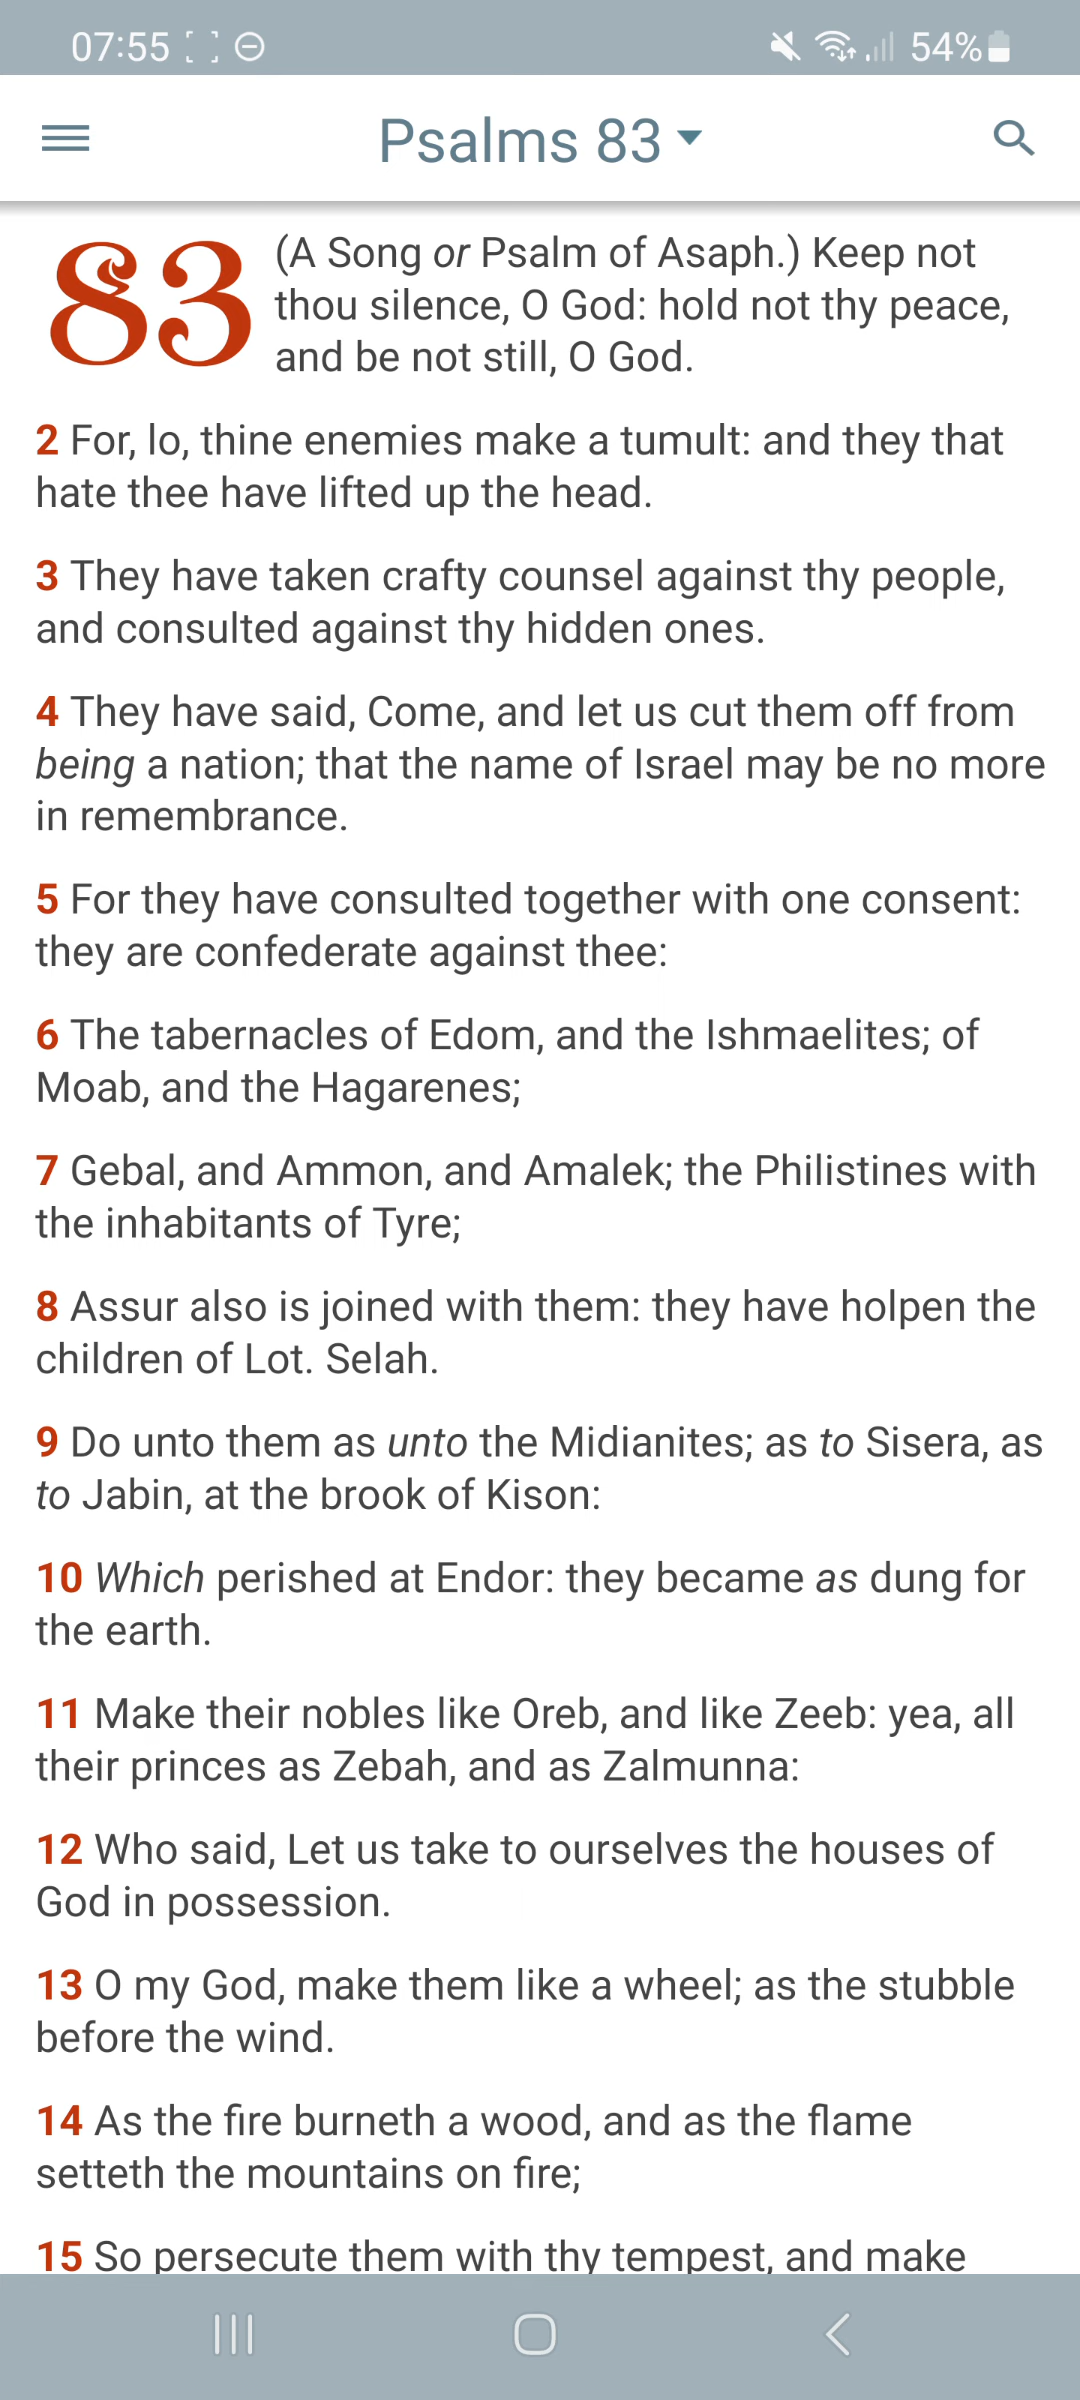 07:55
54%
Psalms 83
83
(A Song or Psalm of Asaph.) Keep not
thou silence, O God: hold not thy peace,
and be not still, O God.
2 For, lo, thine enemies make a tumult: and they that
hate thee have lifted up the head.
3 They have taken crafty counsel against thy people,
and consulted against thy hidden ones.
4 They have said, Come, and let us cut them off from
being a nation; that the name of Israel may be no more
in remembrance.
5 For they have consulted together with one consent:
they are confederate against thee:
6 The tabernacles of Edom, and the Ishmaelites; of
Moab, and the Hagarenes;
7 Gebal, and Ammon, and Amalek; the Philistines with
the inhabitants of Tyre;
8 Assur also is joined with them: they have holpen the
children of Lot. Selah.
9 Do unto them as unto the Midianites; as to Sisera, as
to Jabin, at the brook of Kison:
10 Which perished at Endor: they became as dung for
the earth.
11 Make their nobles like Oreb, and like Zeeb: yea, all
their princes as Zebah, and as Zalmunna:
12 Who said, Let us take to ourselves the houses of
God in possession.
13 O my God, make them like a wheel; as the stubble
before the wind.
14 As the fire burneth a wood, and as the flame
setteth the mountains on fire;
15 So persecute them with thy tempest, and make